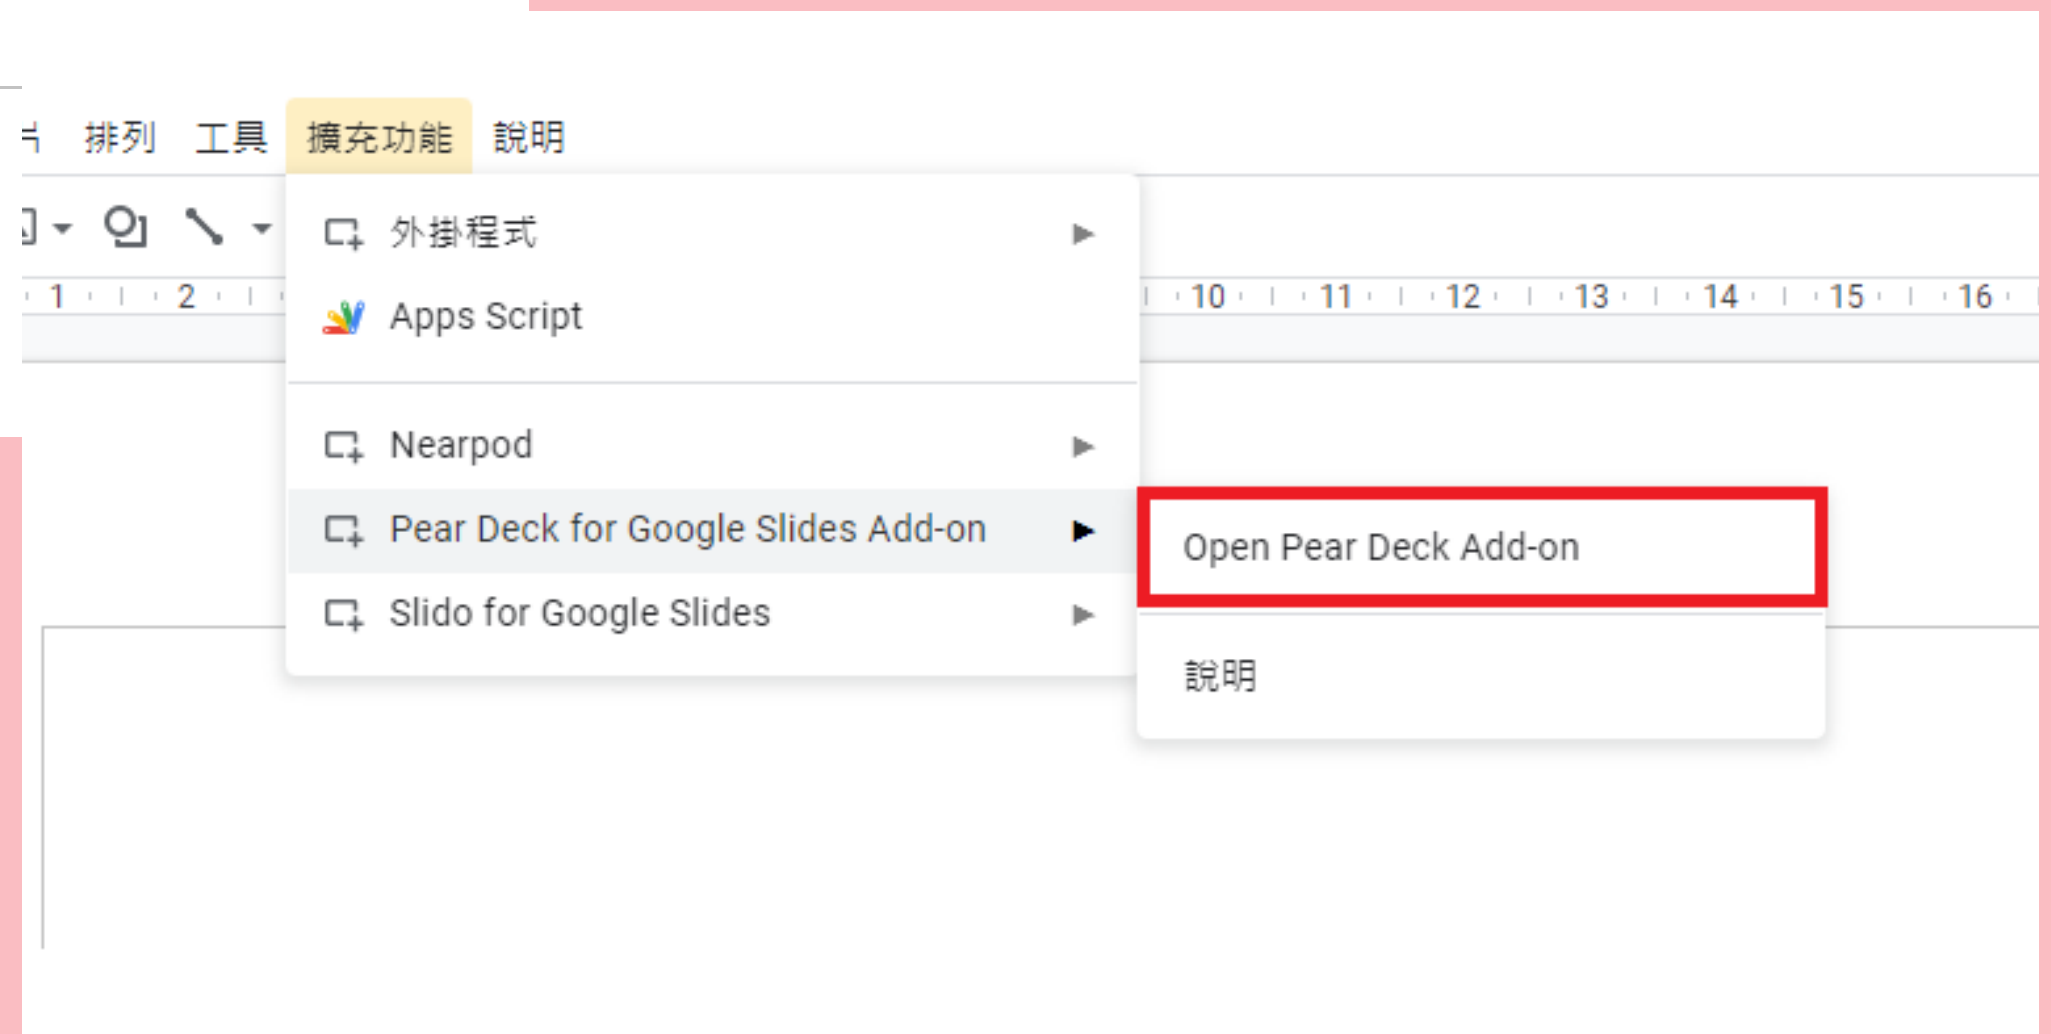 排列 工具 擴充功能 說明
1 2 10 11 12 13 14 15 16
外掛程式
Apps Script
Nearpod
Pear Deck for Google Slides Add-on
Slido for Google Slides
Open Pear Deck Add-on
說明